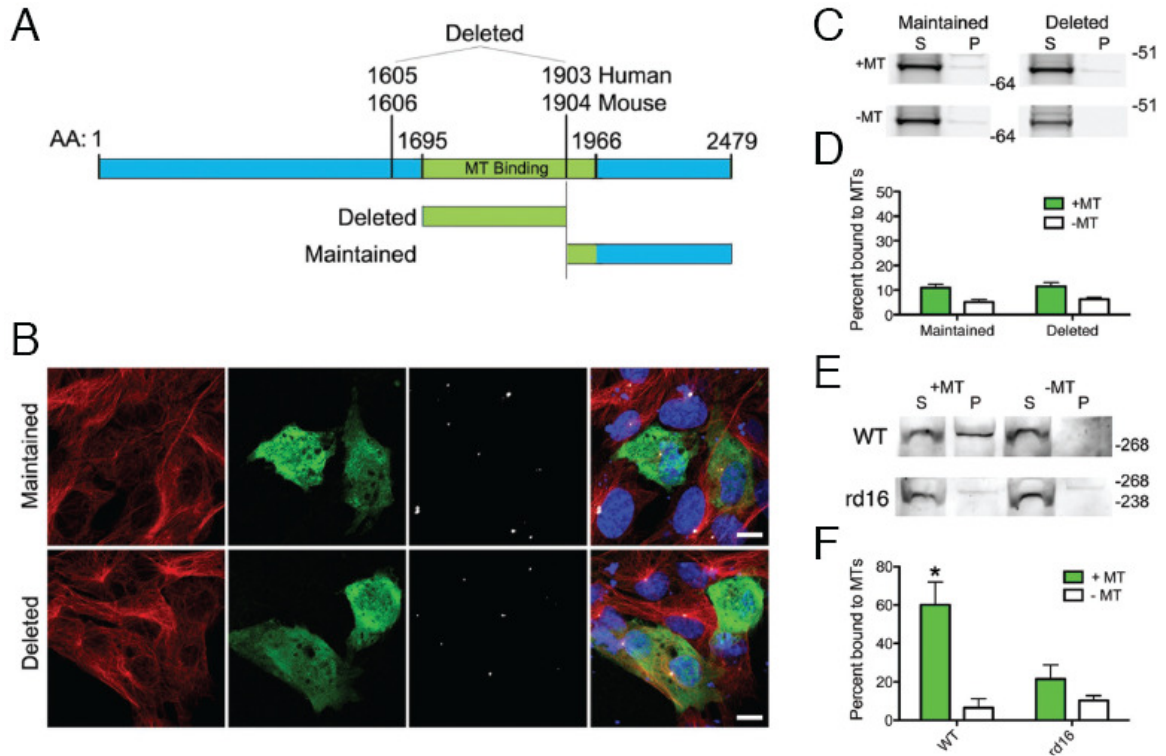 A
Deleted
1605 1903 Human
1606 1904 Mouse
AA: 1 1695 1966 2479
MT Binding
Deleted
Maintained
B
Maintained
Deleted
C
Maintained Deleted
S P S P
+MT -64 -51
-MT -64 -51
D
Percent bound to MTs
50
40
30
20
10
0
+MT
-MT
Maintained Deleted
E
+MT -MT
S P S P
WT -268
rd16 -268
-238
F
Percent bound to MTs
80
60
40
20
0
*
+ MT
- MT
WT rd16